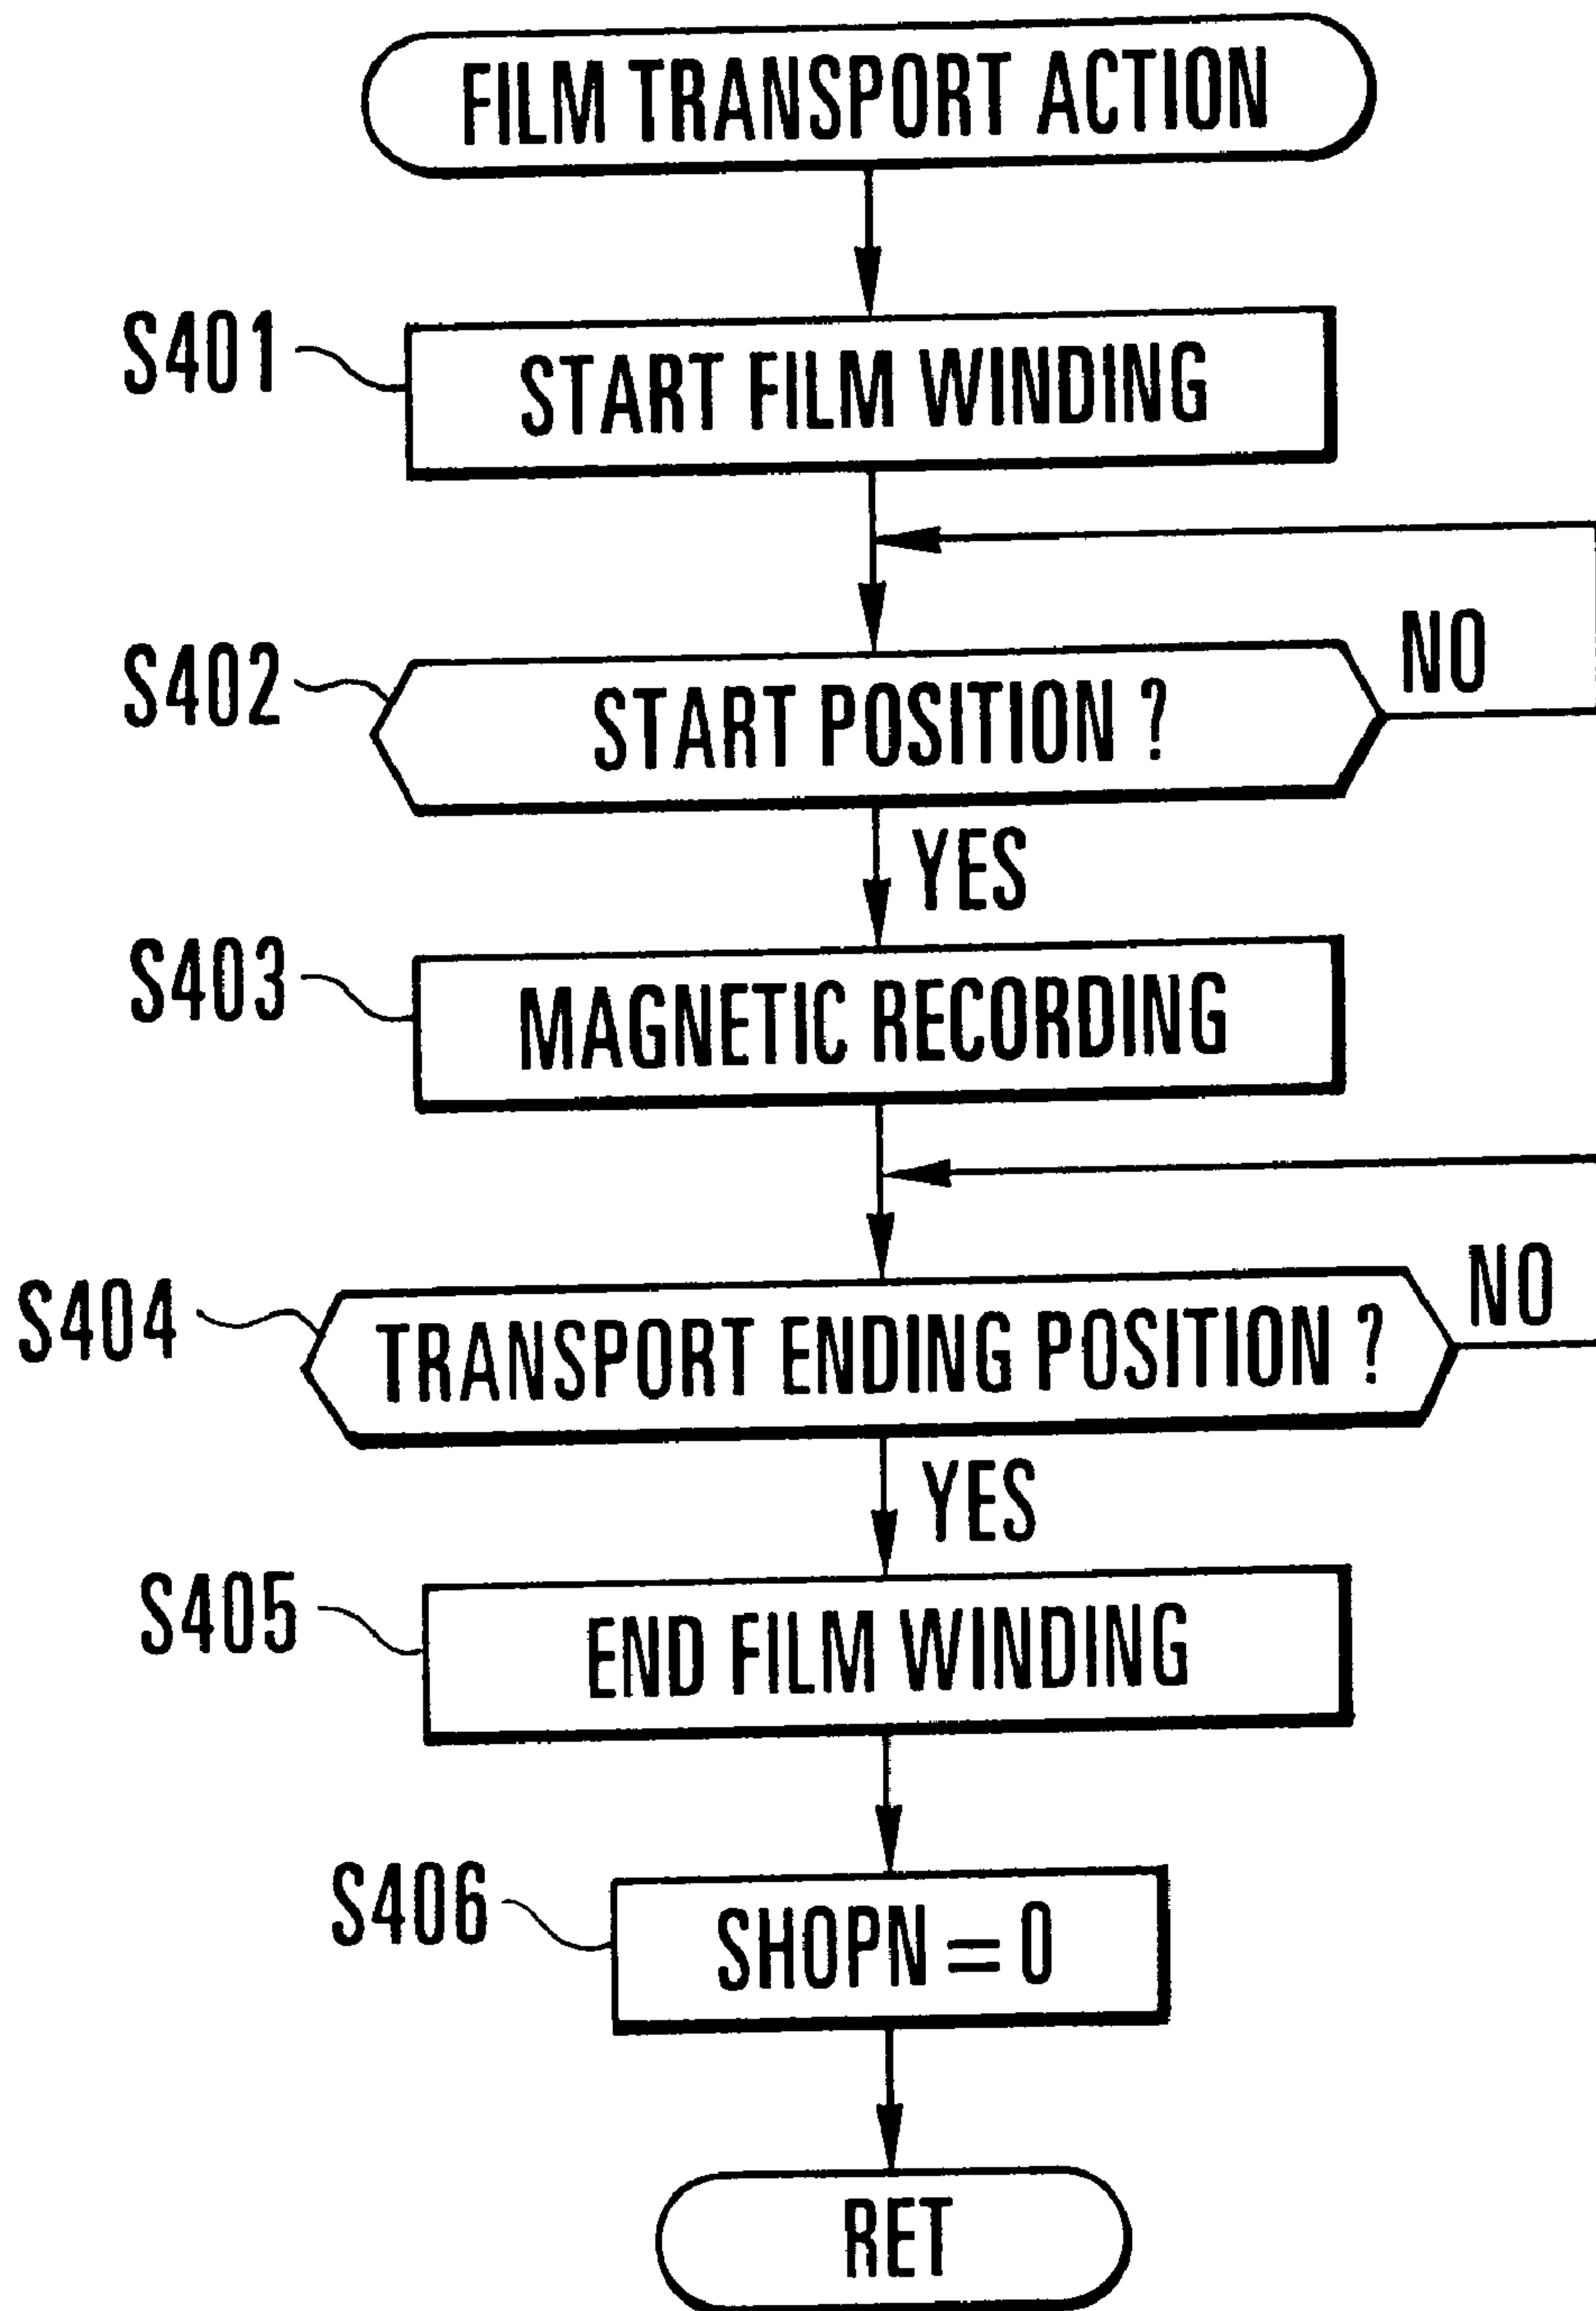 FILM TRANSPORT ACTION
S401
START FILM WINDING
S402
START POSITION ?
NO
YES
S403
MAGNETIC RECORDING
S404
TRANSPORT ENDING POSITION ?
NO
YES
S405
END FILM WINDING
S406
SHOPN = 0
RET